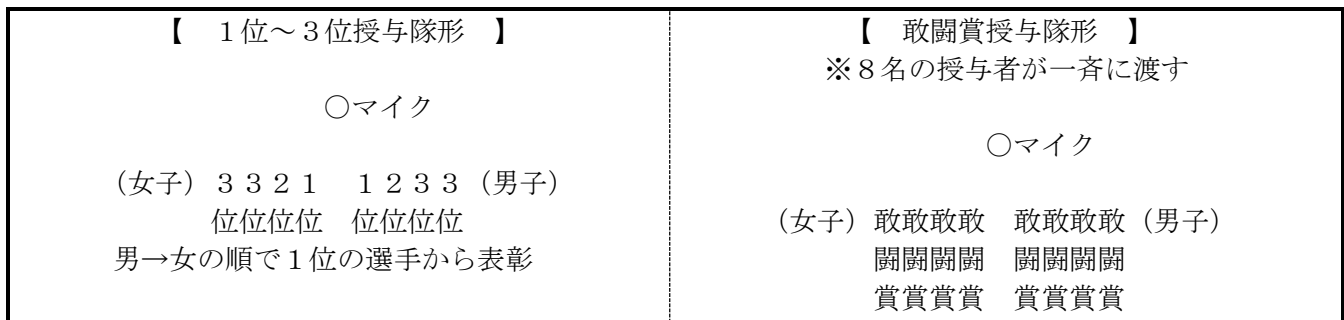 【　１位～３位授与隊形　】
○マイク
（女子）３３２１　１２３３（男子）
位位位位　位位位位
男→女の順で１位の選手から表彰
【　敢闘賞授与隊形　】
※８名の授与者が一斉に渡す
○マイク
（女子）敢敢敢敢　敢敢敢敢（男子）
闘闘闘闘　闘闘闘闘
賞賞賞賞　賞賞賞賞